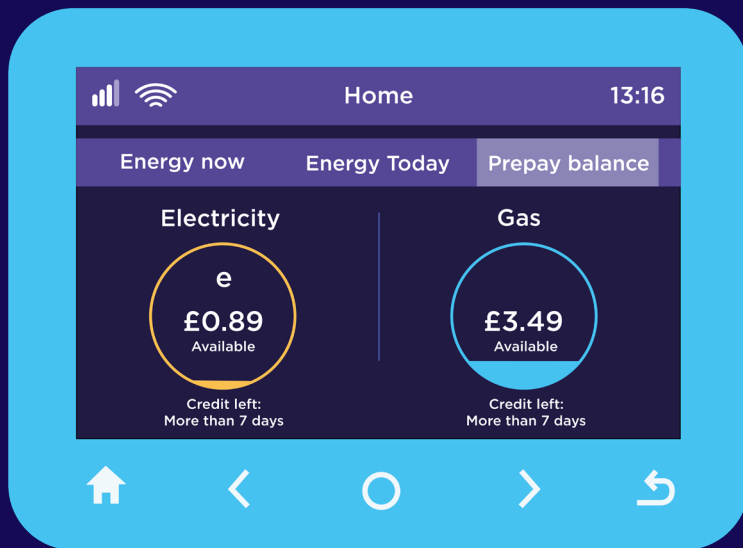 Home
13:16
Energy now
Energy Today
Prepay balance
Electricity
e
£0.89
Available
Credit left:
More than 7 days
Gas
£3.49
Available
Credit left:
More than 7 days